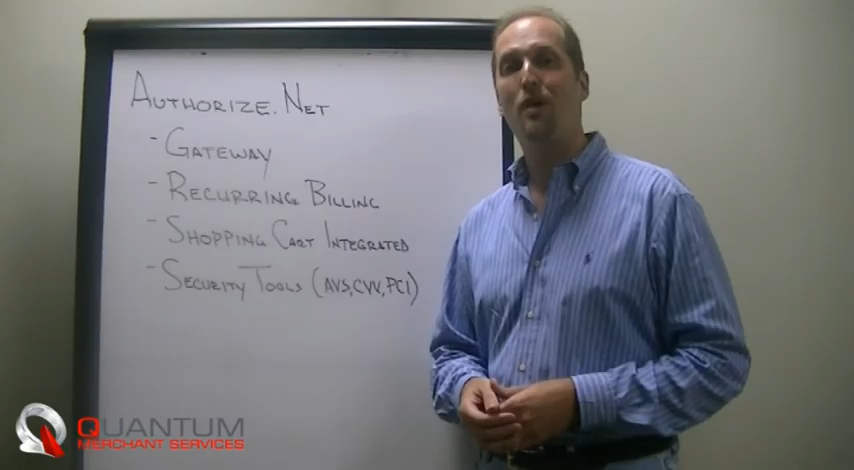 AUTHORIZE.NET
- GATEWAY
- RECURRING BILLING
- SHOPPING CART INTEGRATED
- SECURITY TOOLS (AVS, CVV, PCI)
QUANTUM
MERCHANT SERVICES